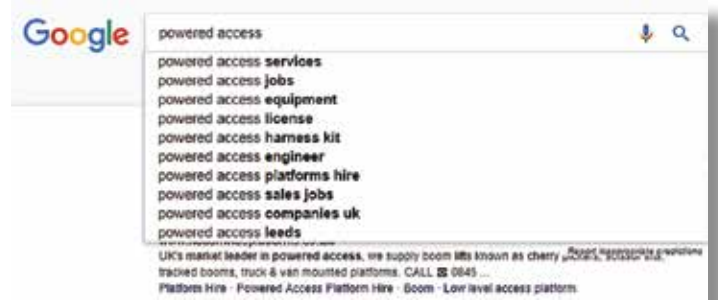 Google
powered access
powered access services
powered access jobs
powered access equipment
powered access license
powered access harness kit
powered access engineer
powered access platforms hire
powered access sales jobs
powered access companies uk
powered access leeds
Report inappropriate predictions
UK's market leader in powered access, we supply boom lifts known as cherry
tracked booms, truck & van mounted platforms. CALL ☎ 0845 ...
Platform Hire · Powered Access Platform Hire · Boom · Low level access platform